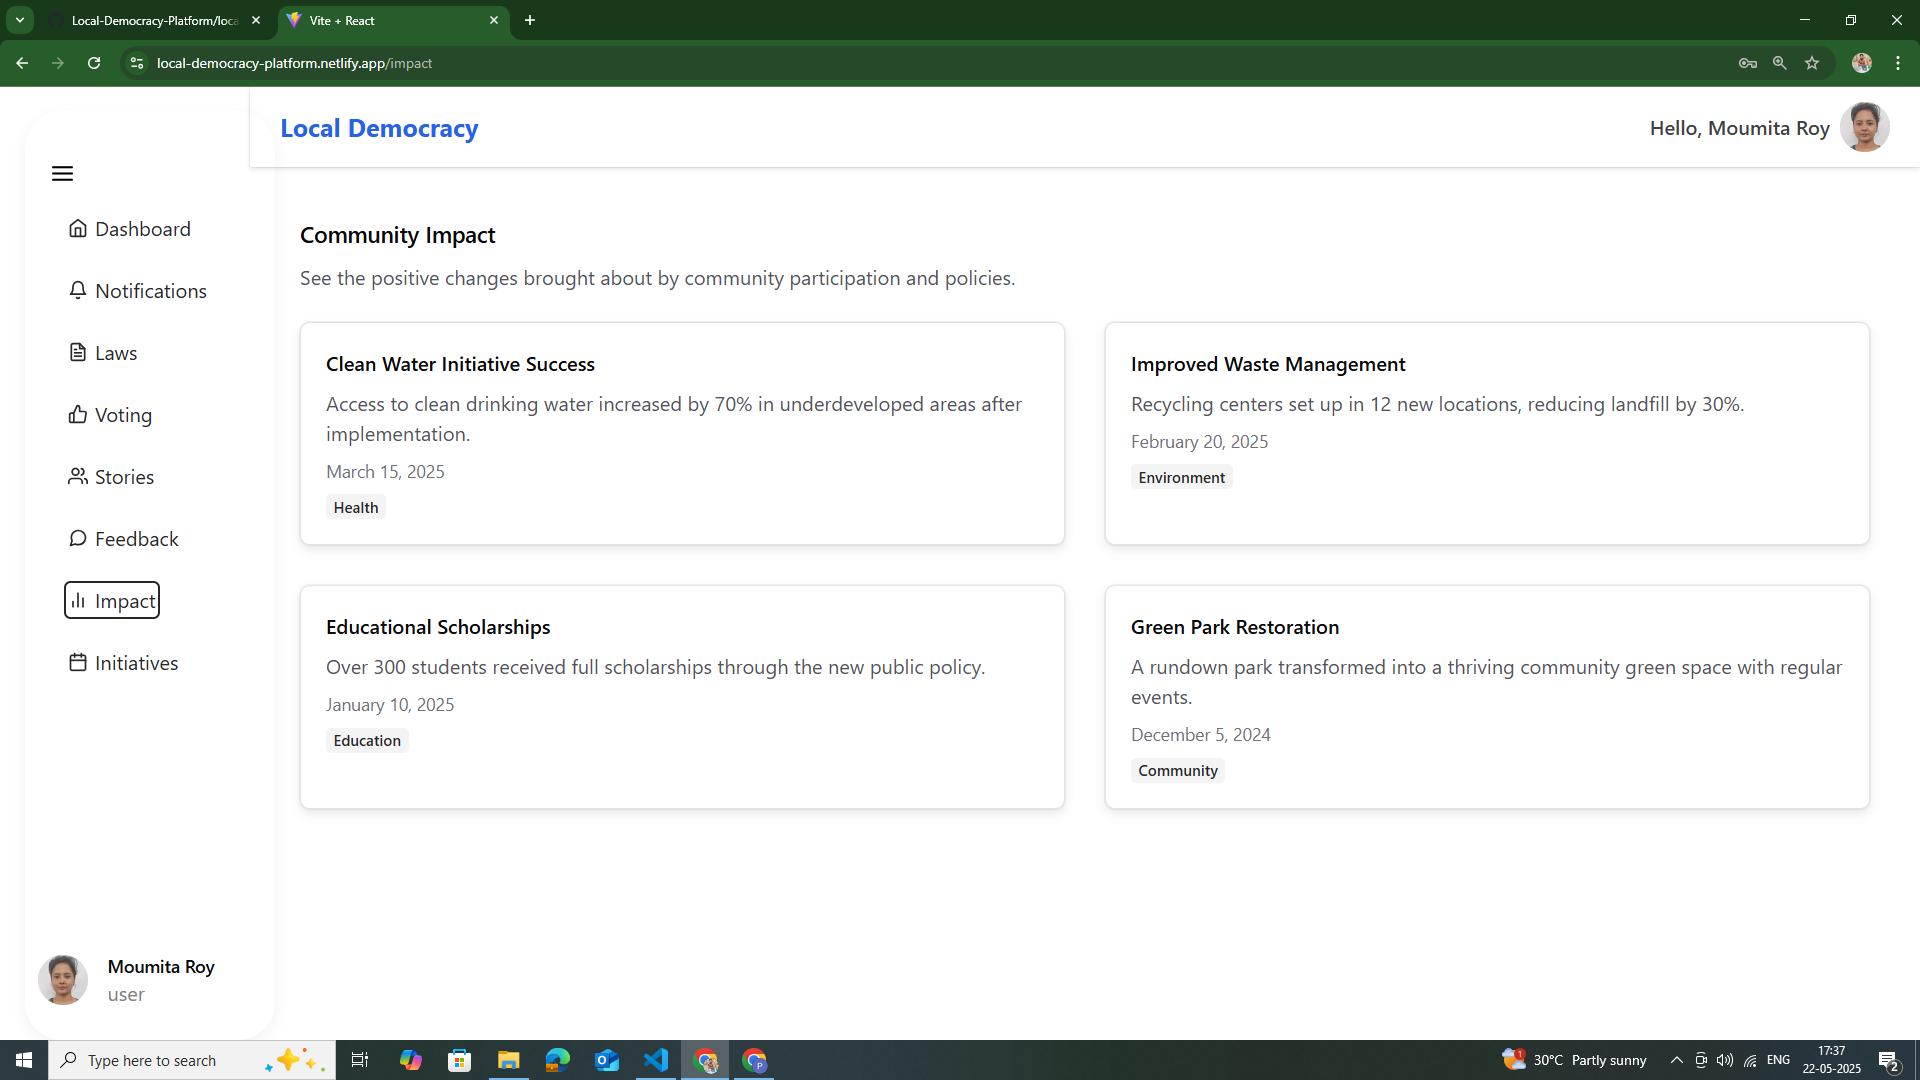 Local-Democracy-Platform/loca
Vite + React
local-democracy-platform.netlify.app/impact
Local Democracy
Hello, Moumita Roy
Dashboard
Notifications
Laws
Voting
Stories
Feedback
Impact
Initiatives
Moumita Roy
user
Community Impact
See the positive changes brought about by community participation and policies.
Clean Water Initiative Success
Access to clean drinking water increased by 70% in underdeveloped areas after
implementation.
March 15, 2025
Health
Improved Waste Management
Recycling centers set up in 12 new locations, reducing landfill by 30%.
February 20, 2025
Environment
Educational Scholarships
Over 300 students received full scholarships through the new public policy.
January 10, 2025
Education
Green Park Restoration
A rundown park transformed into a thriving community green space with regular
events.
December 5, 2024
Community
Type here to search
P
1
30°C Partly sunny
ENG
17:37
22-05-2025
2